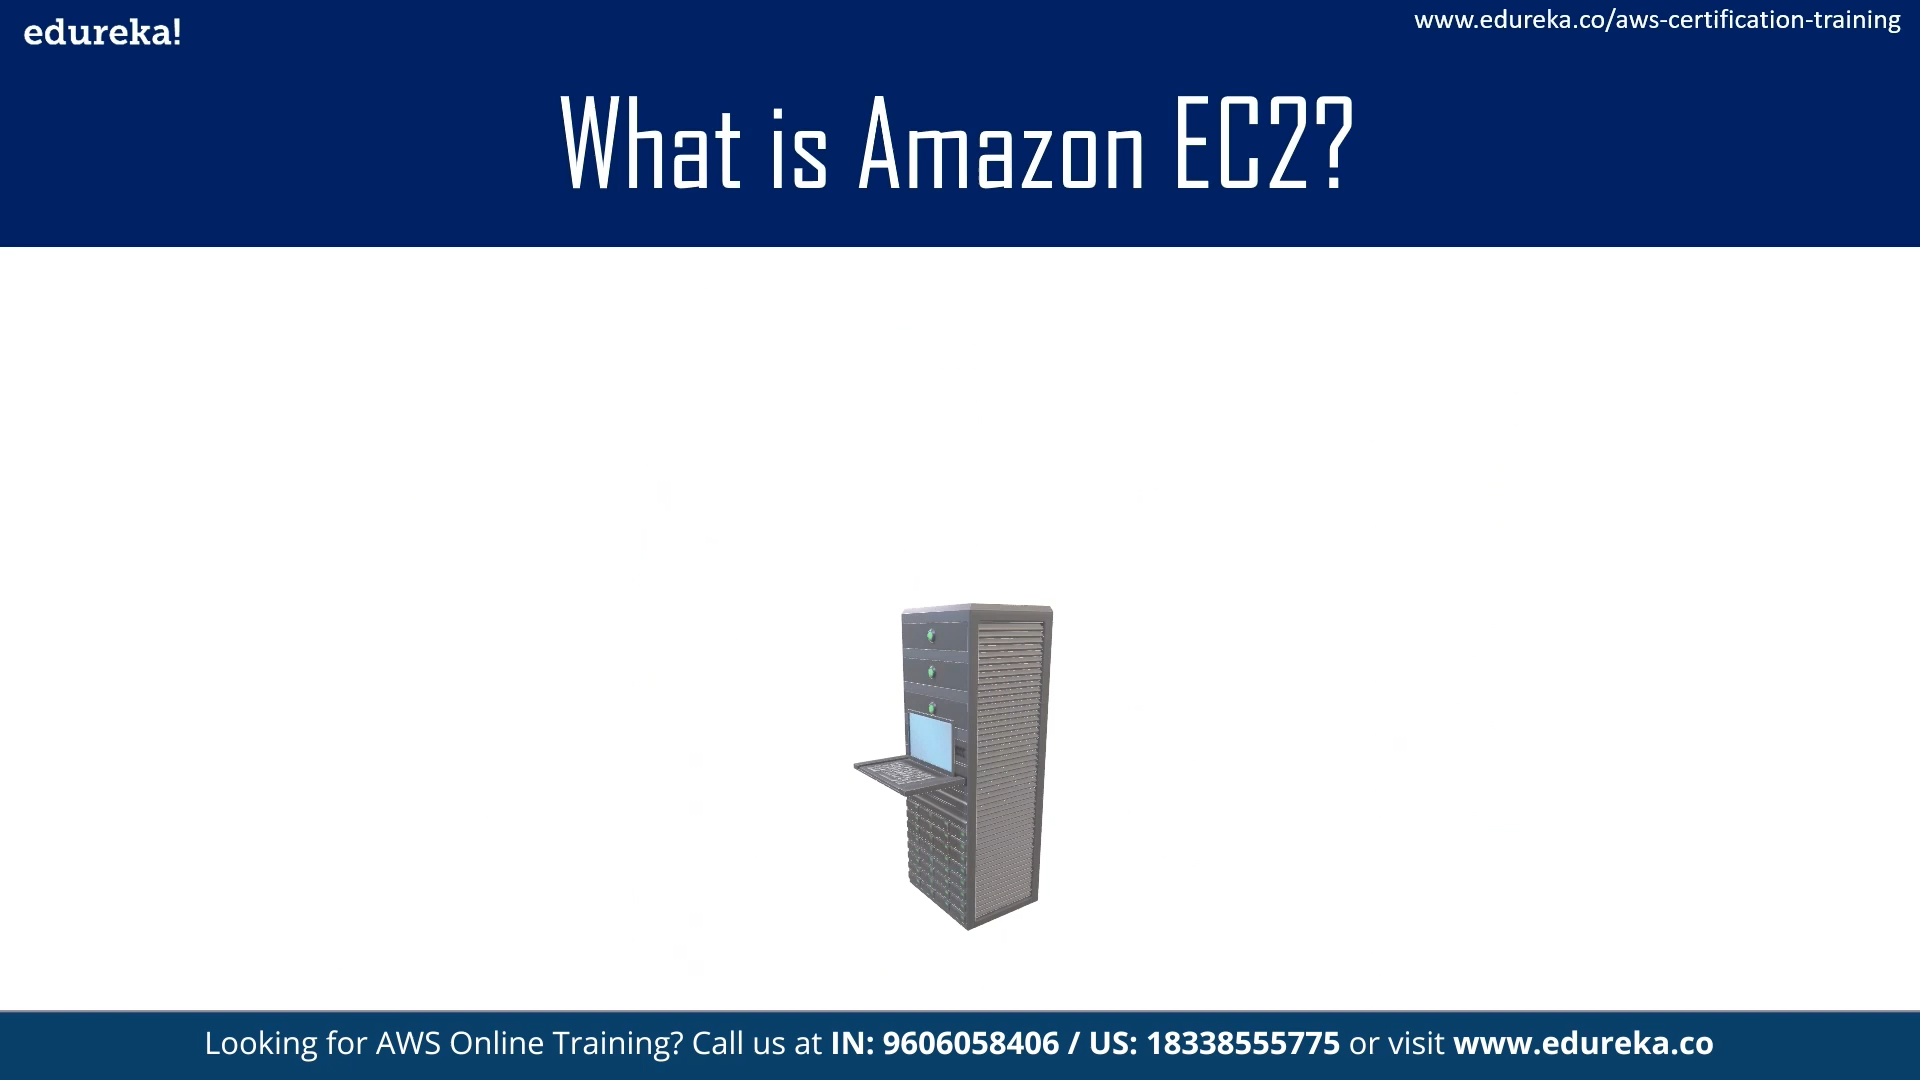 edureka!
www.edureka.co/aws-certification-training
What is Amazon EC2?
Looking for AWS Online Training? Call us at IN: 9606058406 / US: 18338555775 or visit www.edureka.co